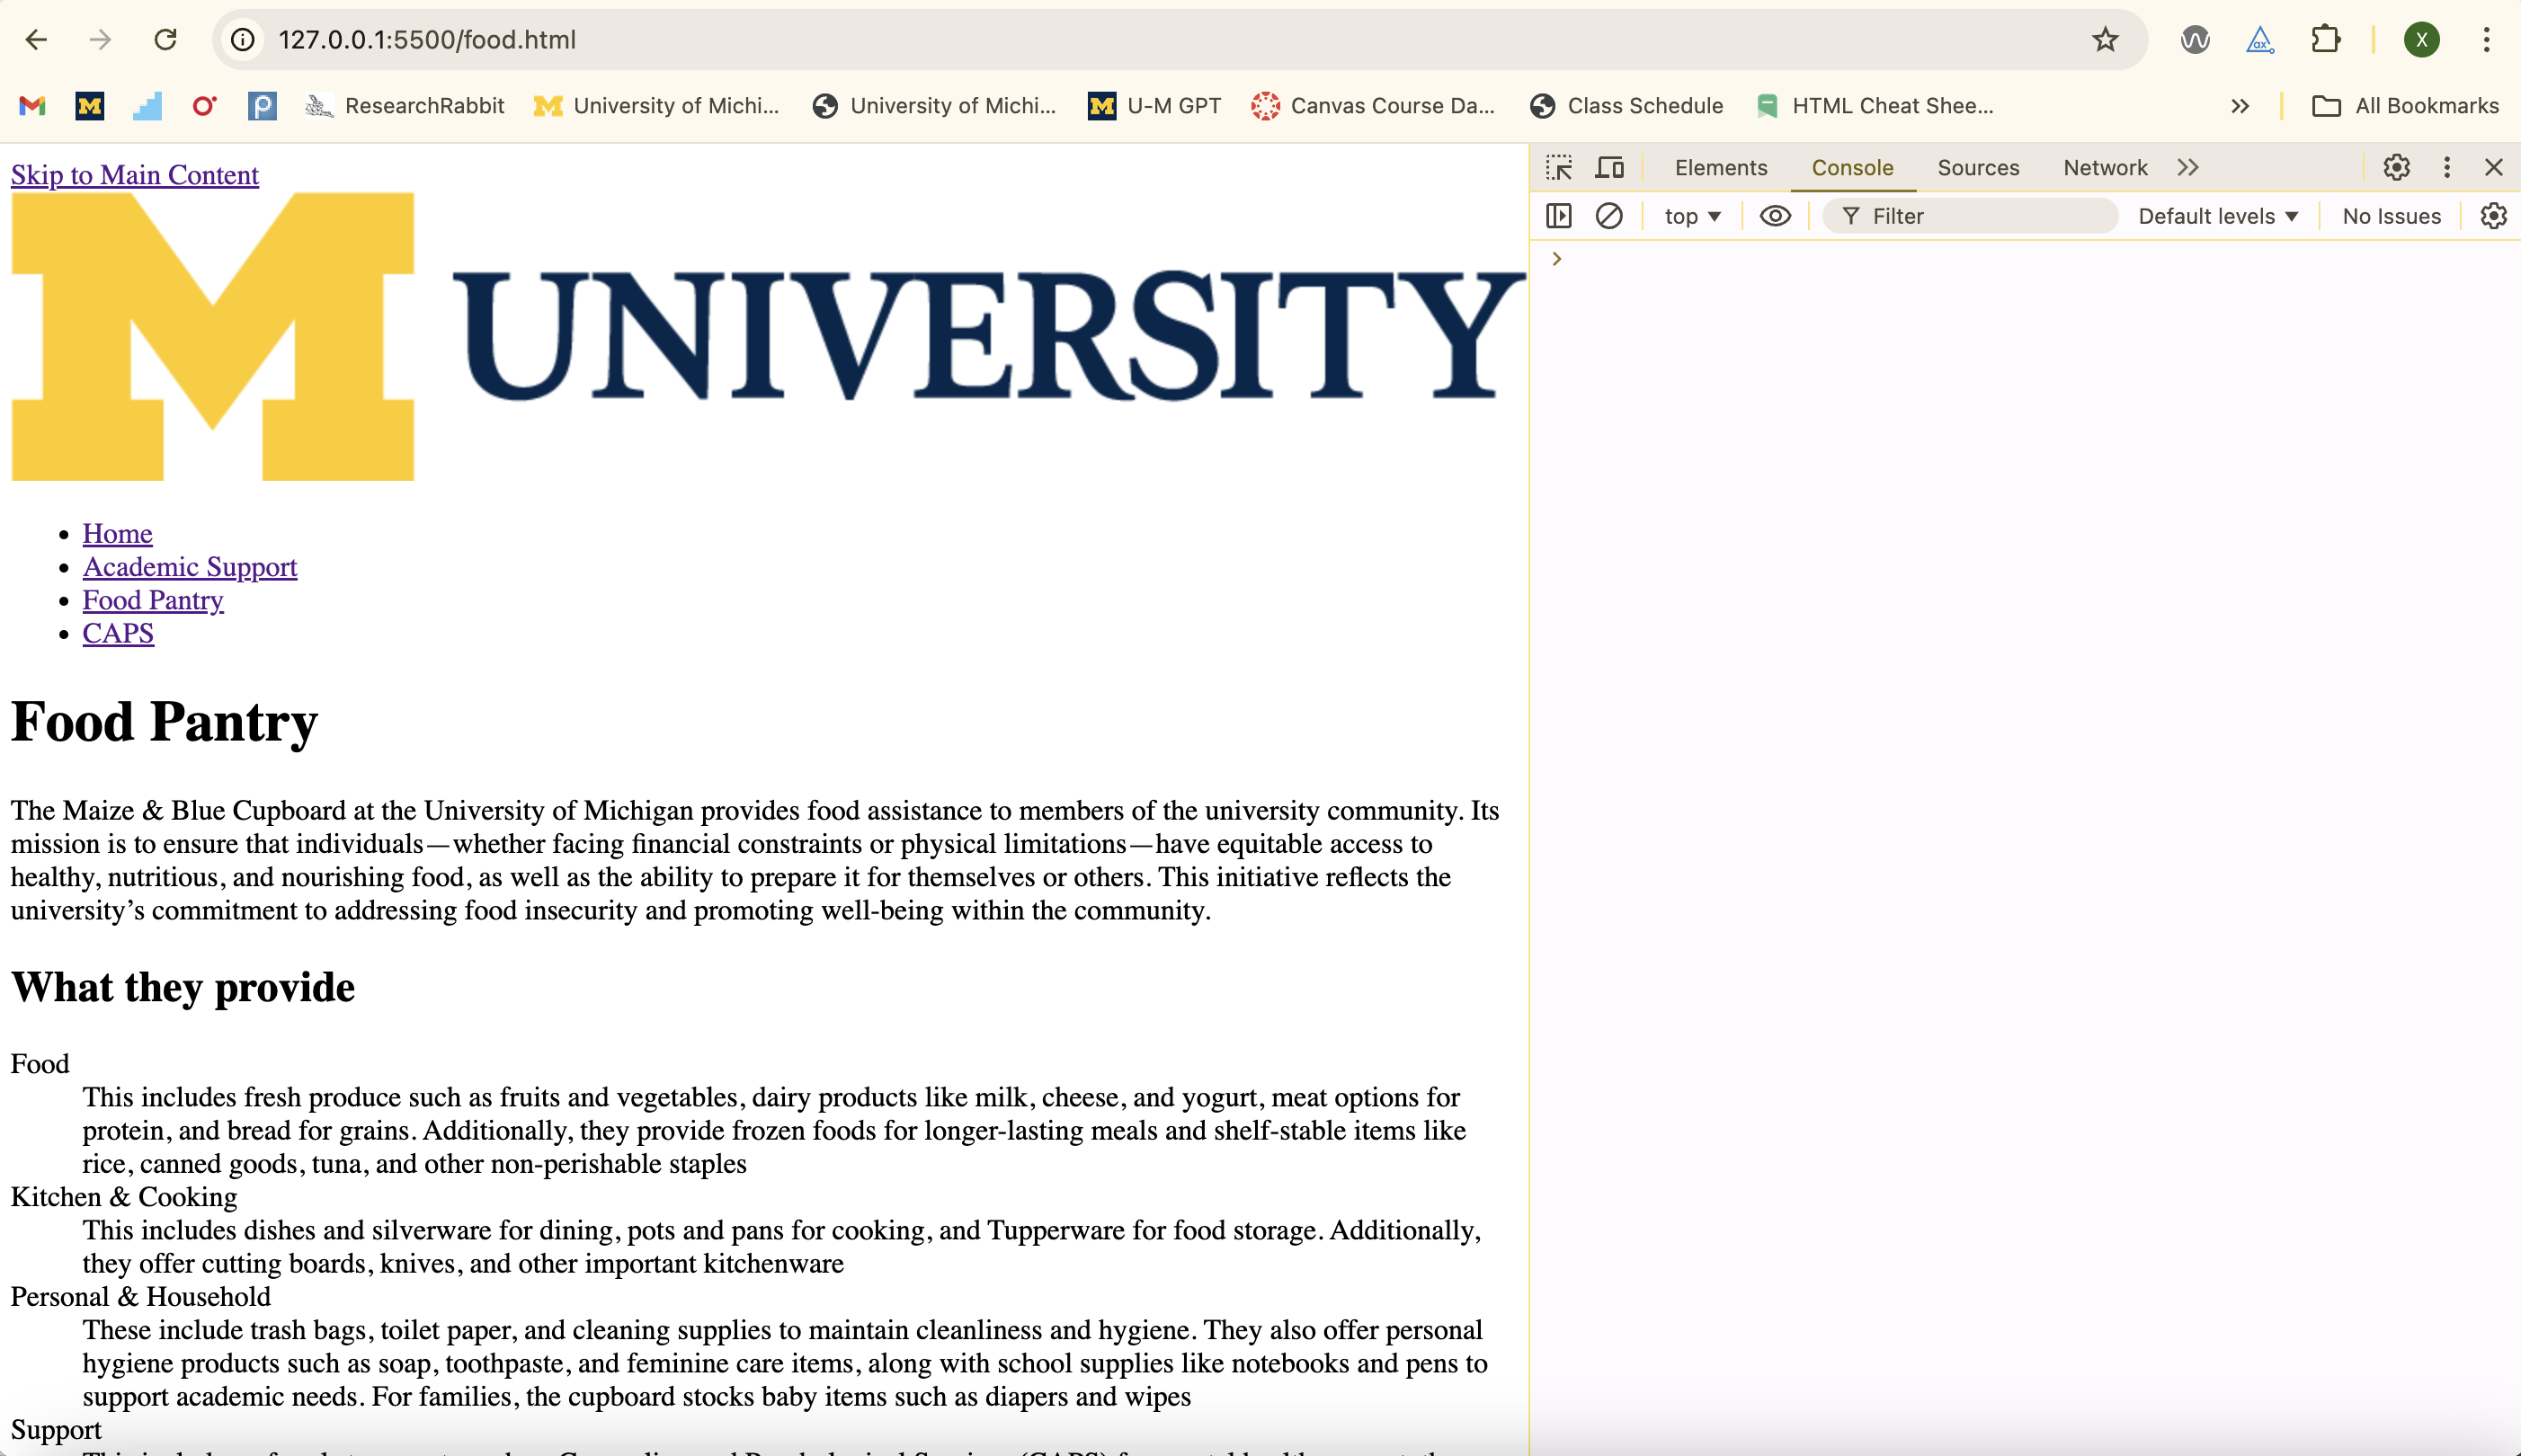 127.0.0.1:5500/food.html
X
ResearchRabbit
University of Michi...
University of Michi...
U-M GPT
Canvas Course Da...
Class Schedule
HTML Cheat Shee...
All Bookmarks
Skip to Main Content
M UNIVERSITY
Home
Academic Support
Food Pantry
CAPS
Food Pantry
The Maize & Blue Cupboard at the University of Michigan provides food assistance to members of the university community. Its
mission is to ensure that individuals—whether facing financial constraints or physical limitations—have equitable access to
healthy, nutritious, and nourishing food, as well as the ability to prepare it for themselves or others. This initiative reflects the
university’s commitment to addressing food insecurity and promoting well-being within the community.
What they provide
Food
This includes fresh produce such as fruits and vegetables, dairy products like milk, cheese, and yogurt, meat options for
protein, and bread for grains. Additionally, they provide frozen foods for longer-lasting meals and shelf-stable items like
rice, canned goods, tuna, and other non-perishable staples
Kitchen & Cooking
This includes dishes and silverware for dining, pots and pans for cooking, and Tupperware for food storage. Additionally,
they offer cutting boards, knives, and other important kitchenware
Personal & Household
These include trash bags, toilet paper, and cleaning supplies to maintain cleanliness and hygiene. They also offer personal
hygiene products such as soap, toothpaste, and feminine care items, along with school supplies like notebooks and pens to
support academic needs. For families, the cupboard stocks baby items such as diapers and wipes
Support
Elements
Console
Sources
Network
top
Filter
Default levels
No Issues